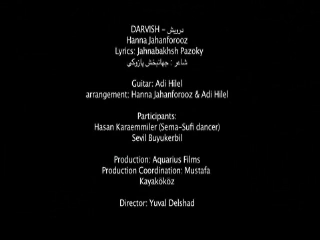 DARVISH - درویش
Hanna Jahanforooz
Lyrics: Jahnabakhsh Pazoky
شاعر : جهانبخش پازوکی
Guitar: Adi Hilel
arrangement: Hanna Jahanforooz & Adi Hilel
Participants:
Hasan Karaemmiler (Sema-Sufi dancer)
Sevil Buyukerbil
Production: Aquarius Films
Production Coordination: Mustafa
Kayakököz
Director: Yuval Delshad